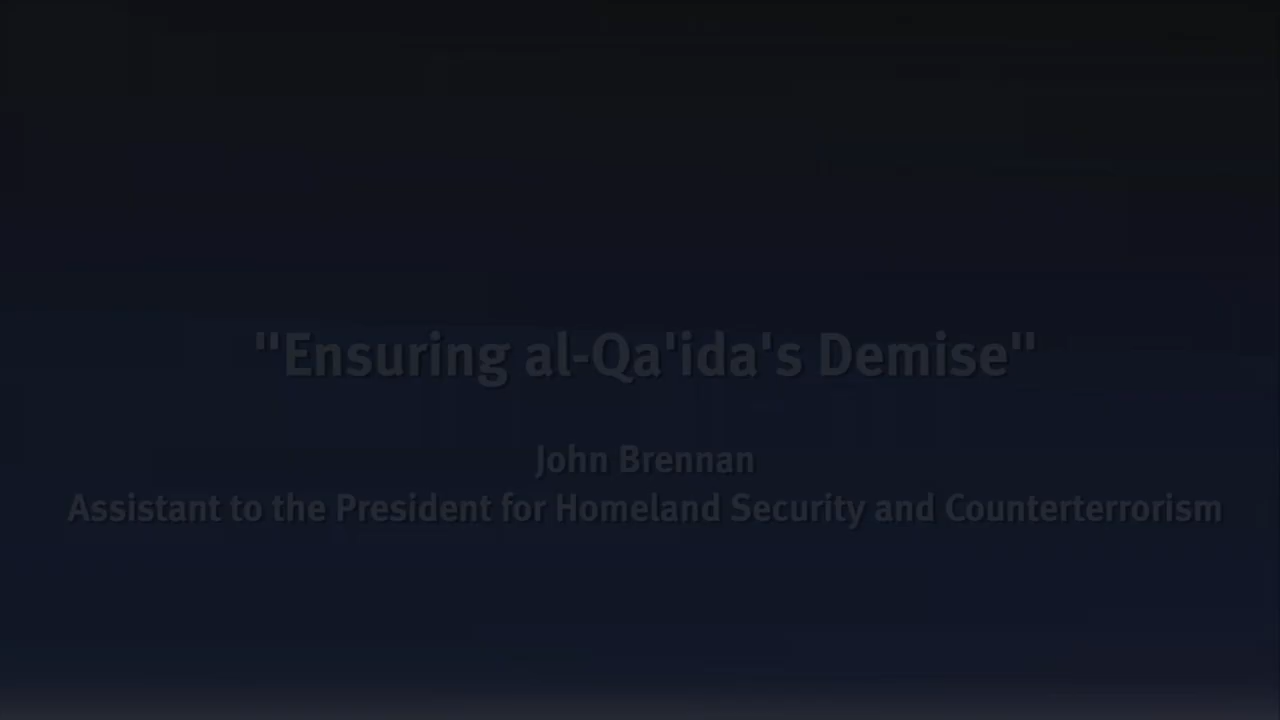 "Ensuring al-Qa'ida's Demise"
John Brennan
Assistant to the President for Homeland Security and Counterterrorism